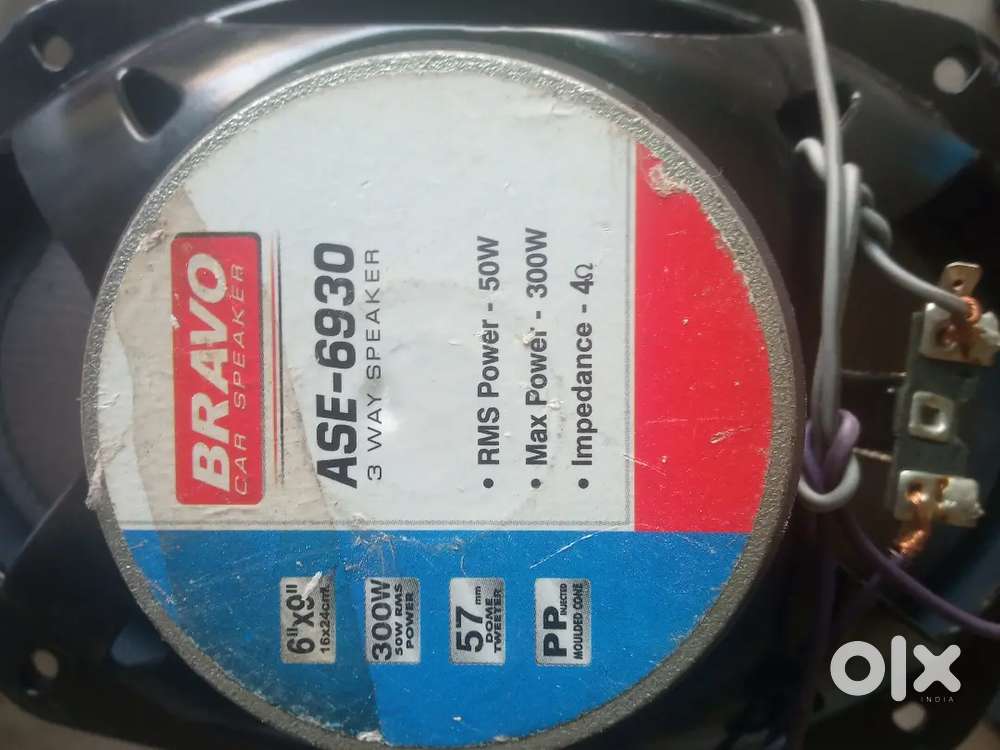 BRAVO
CAR SPEAKER
ASE-6930
3 WAY SPEAKER
• RMS Power - 50W
• Max Power - 300W
• Impedance - 4Ω
6"x9"
16x24cm.
300W
50W RMS
POWER
57 mm
DOME
TWEETER
PP INJECTED
MOULDED CONE
olx
INDIA